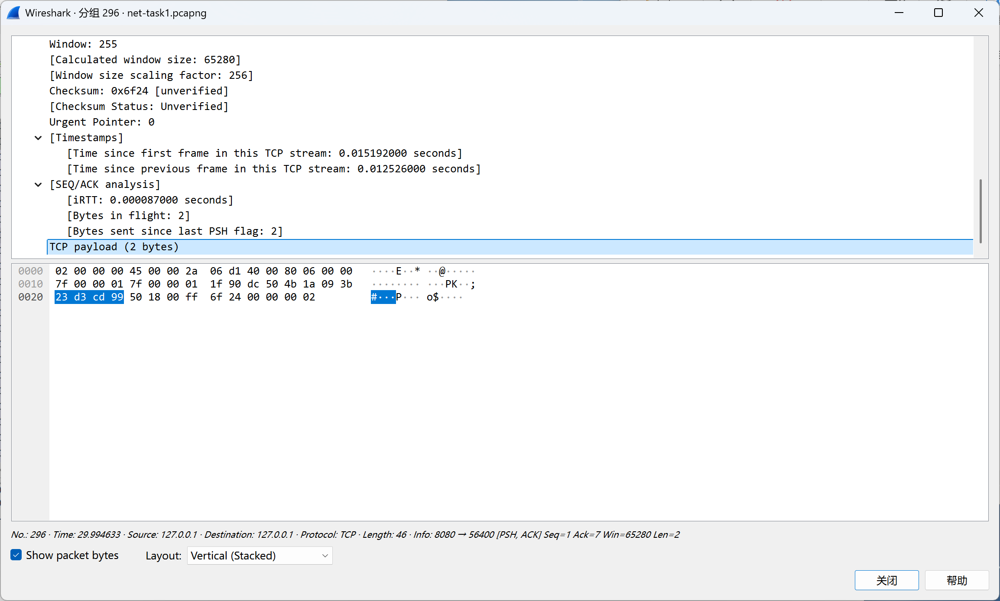 Wireshark · 分组 296 · net-task1.pcapng
Window: 255
[Calculated window size: 65280]
[Window size scaling factor: 256]
Checksum: 0x6f24 [unverified]
[Checksum Status: Unverified]
Urgent Pointer: 0
[Timestamps]
[Time since first frame in this TCP stream: 0.015192000 seconds]
[Time since previous frame in this TCP stream: 0.012526000 seconds]
[SEQ/ACK analysis]
[iRTT: 0.000087000 seconds]
[Bytes in flight: 2]
[Bytes sent since last PSH flag: 2]
TCP payload (2 bytes)
0000 02 00 00 00 45 00 00 2a 06 d1 40 00 80 06 00 00 ····E··* ··@·····
0010 7f 00 00 01 7f 00 00 01 1f 90 dc 50 4b 1a 09 3b ········ ···PK··;
0020 23 d3 cd 99 50 18 00 ff 6f 24 00 00 00 02 #···P··· o$····
No.: 296 · Time: 29.994633 · Source: 127.0.0.1 · Destination: 127.0.0.1 · Protocol: TCP · Length: 46 · Info: 8080 → 56400 [PSH, ACK] Seq=1 Ack=7 Win=65280 Len=2
Show packet bytes Layout: Vertical (Stacked)
关闭 帮助